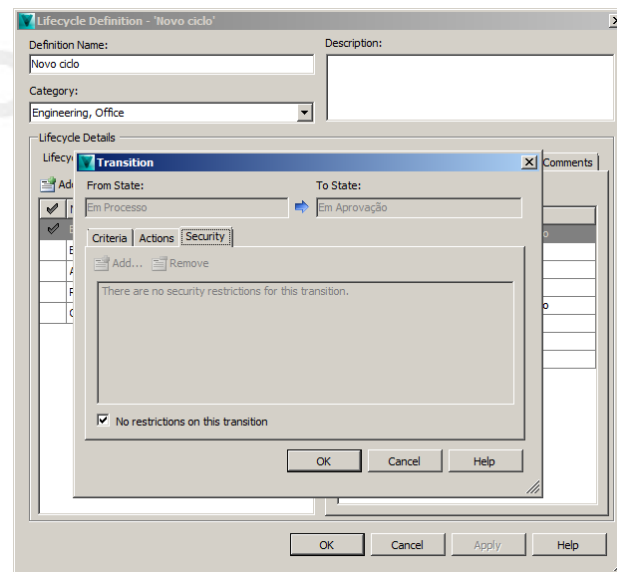 Lifecycle Definition - 'Novo ciclo'
Definition Name:
Description:
Novo ciclo
Category:
Engineering, Office
Lifecycle Details
Transition
Comments
From State:
To State:
Em Processo
Em Aprovação
Criteria
Actions
Security
Add...
Remove
There are no security restrictions for this transition.
No restrictions on this transition
OK
Cancel
Help
OK
Cancel
Apply
Help